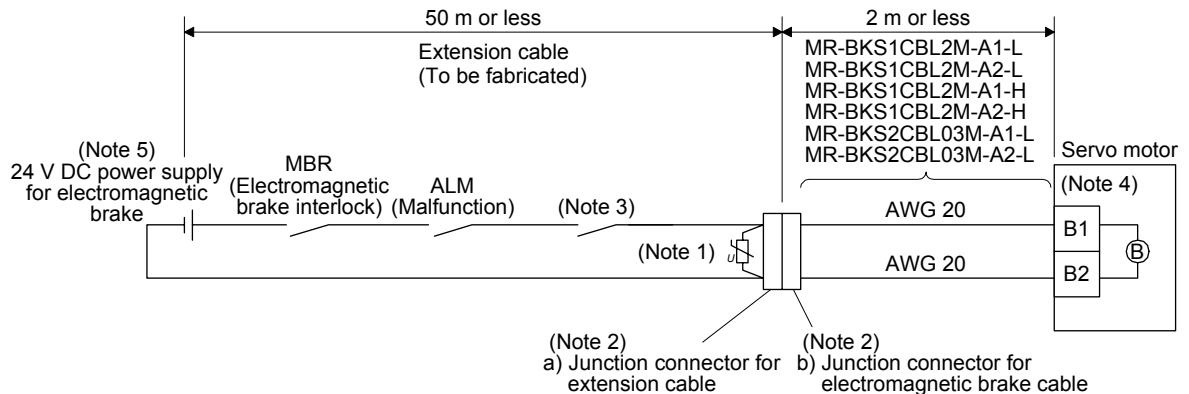 50 m or less
2 m or less
Extension cable
(To be fabricated)
MR-BKS1CBL2M-A1-L
MR-BKS1CBL2M-A2-L
MR-BKS1CBL2M-A1-H
MR-BKS1CBL2M-A2-H
MR-BKS2CBL03M-A1-L
MR-BKS2CBL03M-A2-L
(Note 5)
24 V DC power supply
for electromagnetic
brake
MBR
(Electromagnetic
brake interlock)
ALM
(Malfunction)
(Note 3)
Servo motor
(Note 4)
AWG 20
B1
(Note 1)
U
B
AWG 20
B2
(Note 2)
a) Junction connector for
extension cable
(Note 2)
b) Junction connector for
electromagnetic brake cable